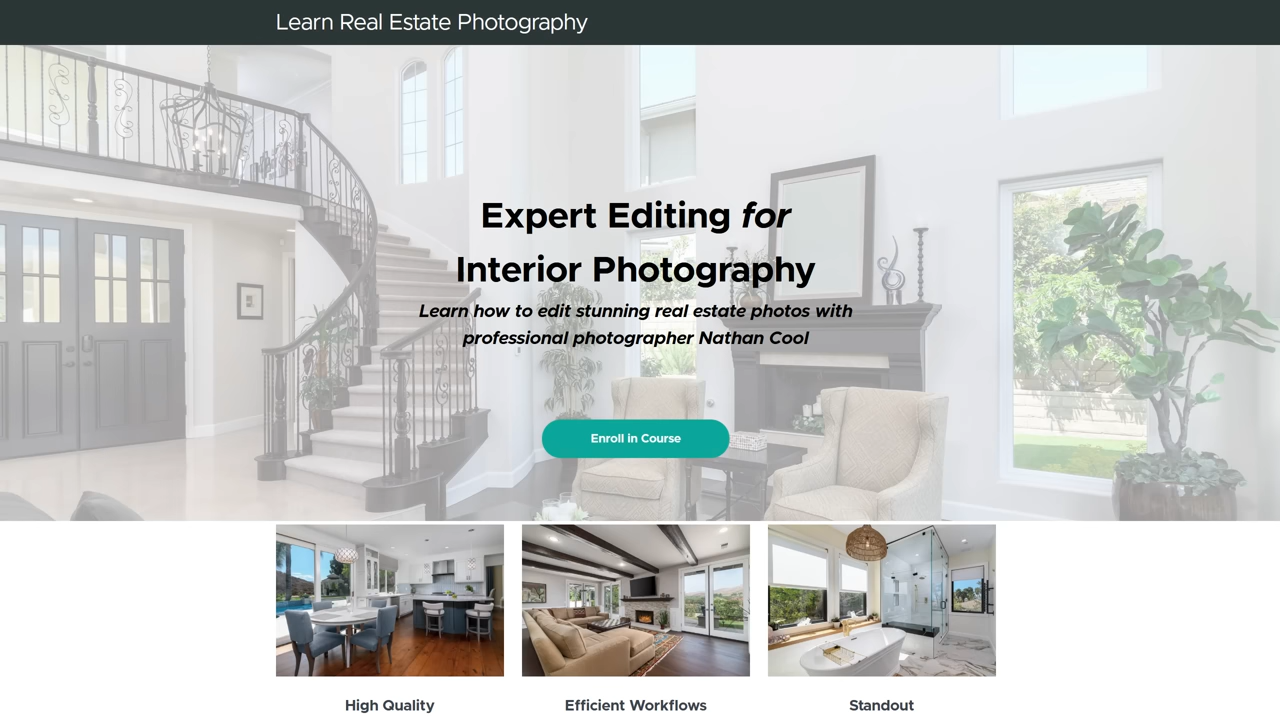 Learn Real Estate Photography
Expert Editing for
Interior Photography
Learn how to edit stunning real estate photos with
professional photographer Nathan Cool
Enroll in Course
High Quality
Efficient Workflows
Standout